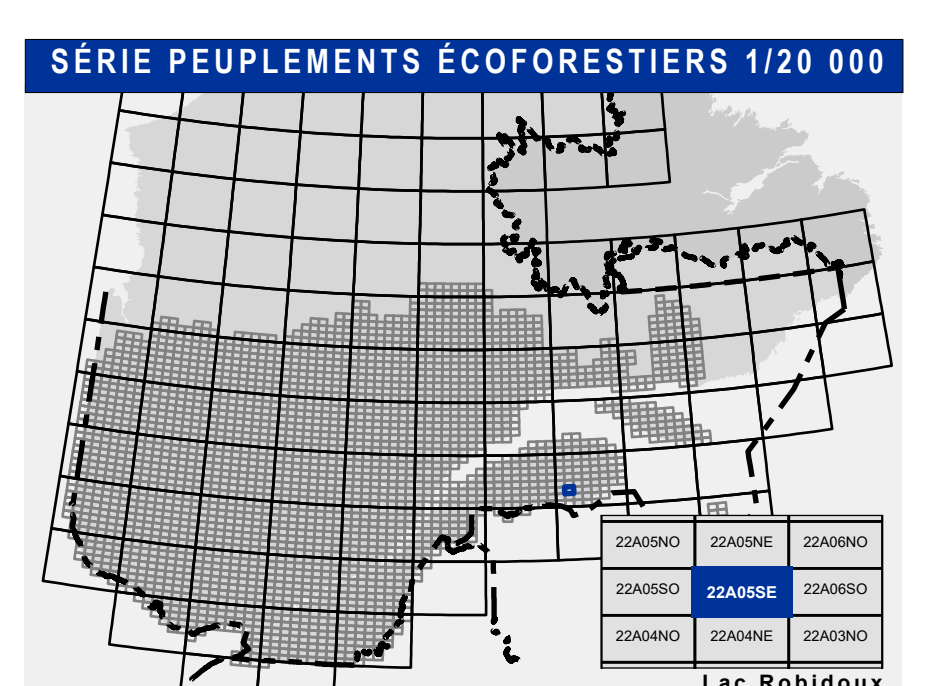 SÉRIE PEUPLEMENTS ÉCOFORESTIERS 1/20 000
22A05NO 22A05NE 22A06NO
22A05SO 22A05SE 22A06SO
22A04NO 22A04NE 22A03NO
Lac Robidoux